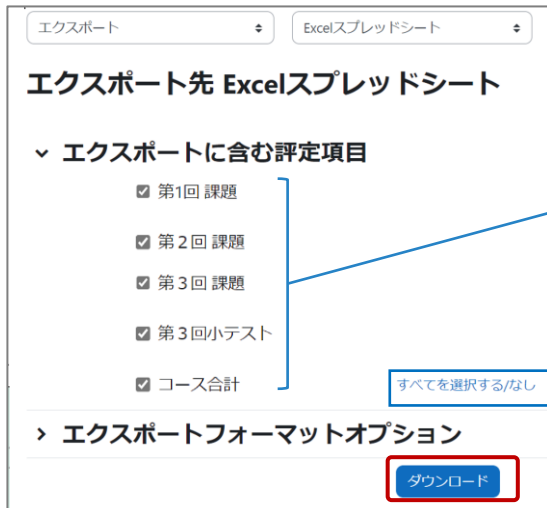 エクスポート Excelスプレッドシート
エクスポート先 Excelスプレッドシート
エクスポートに含む評定項目
第1回 課題
第２回 課題
第３回 課題
第３回小テスト
コース合計
すべてを選択する/なし
エクスポートフォーマットオプション
ダウンロード